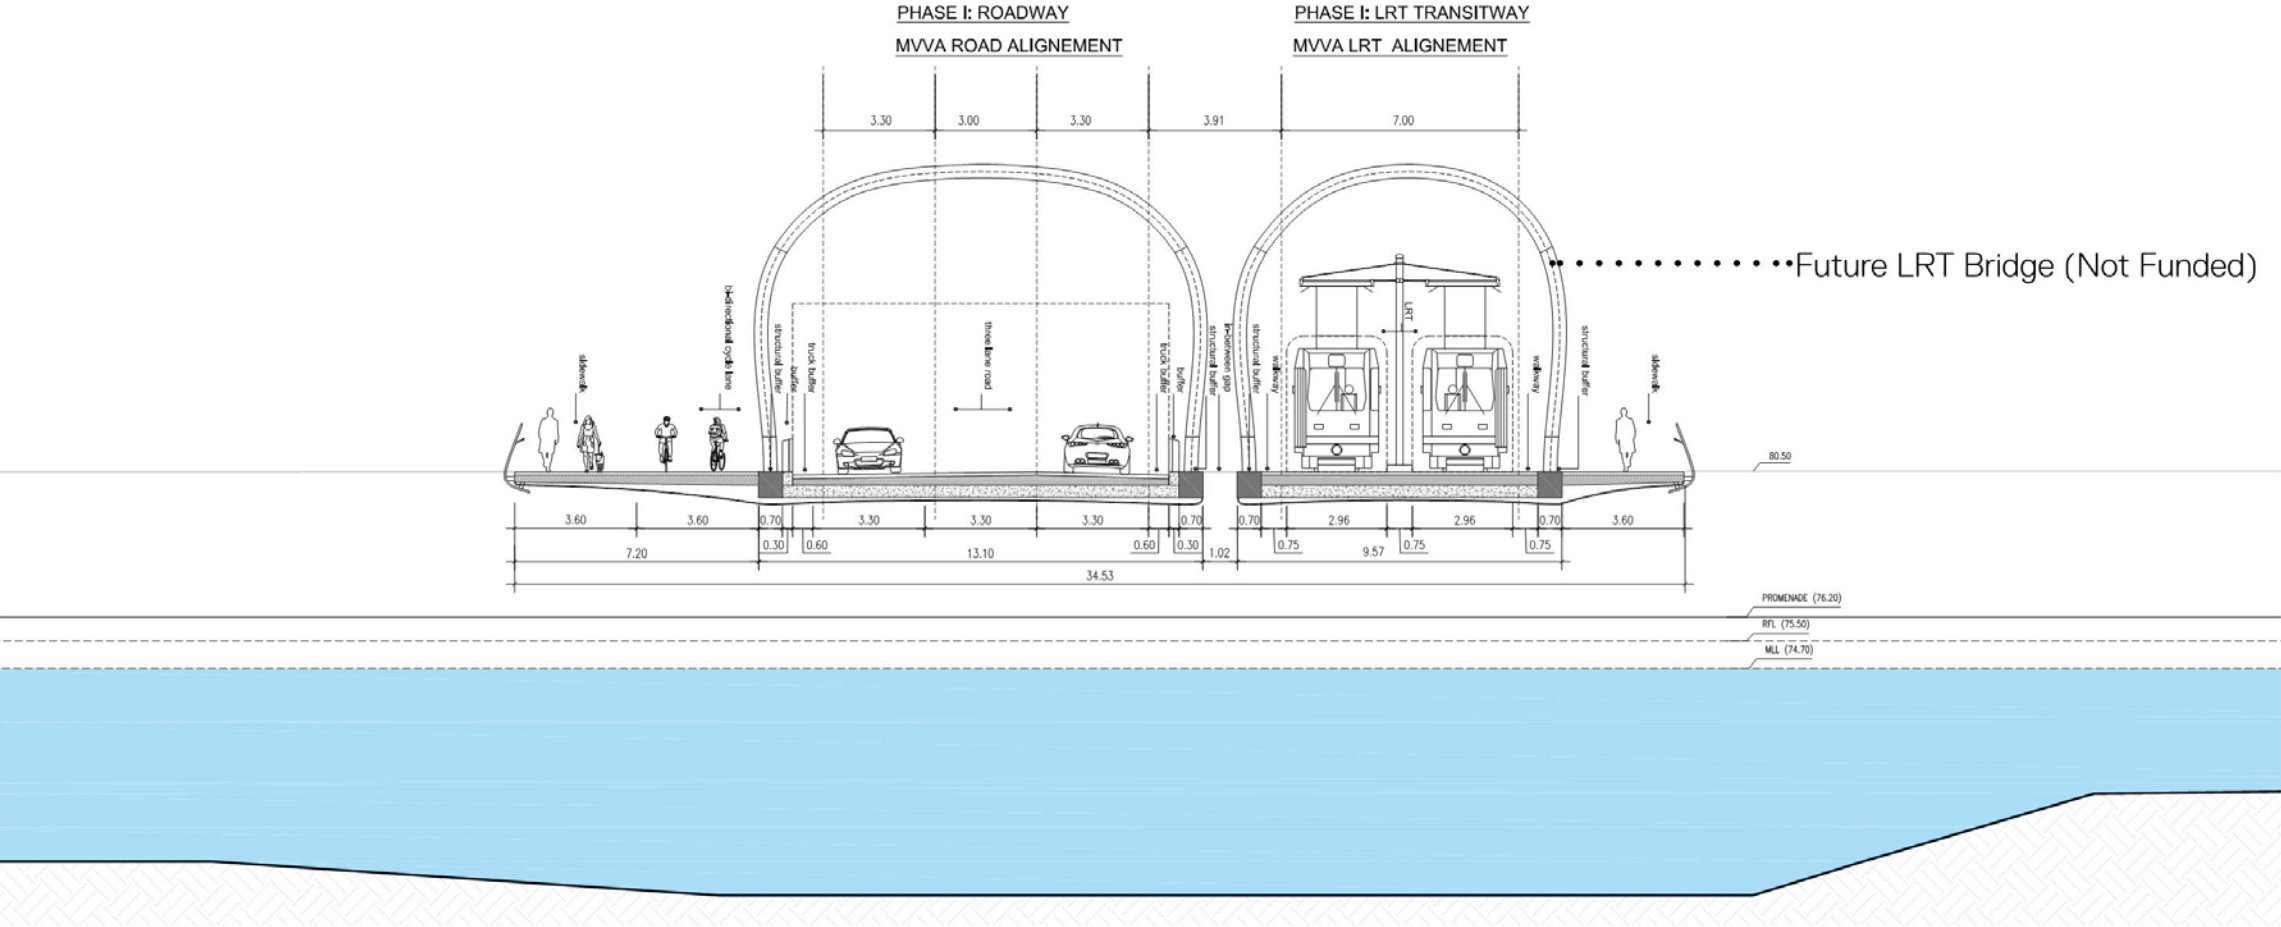 PHASE I: ROADWAY
MVVA ROAD ALIGNEMENT
PHASE I: LRT TRANSITWAY
MVVA LRT ALIGNEMENT
3.30
3.00
3.30
3.91
7.00
Future LRT Bridge (Not Funded)
sidewalk
bi-directional cycle lane
structural buffer
buffer
truck buffer
three lane road
truck buffer
buffer
structural buffer
in-between gap
structural buffer
walkway
LRT
walkway
structural buffer
sidewalk
80.50
3.60
3.60
0.70
3.30
3.30
3.30
0.70
0.70
2.96
2.96
0.70
3.60
0.30
0.60
0.60
0.30
0.75
0.75
0.75
7.20
13.10
1.02
9.57
34.53
PROMENADE (76.20)
RFL (75.50)
MLL (74.70)